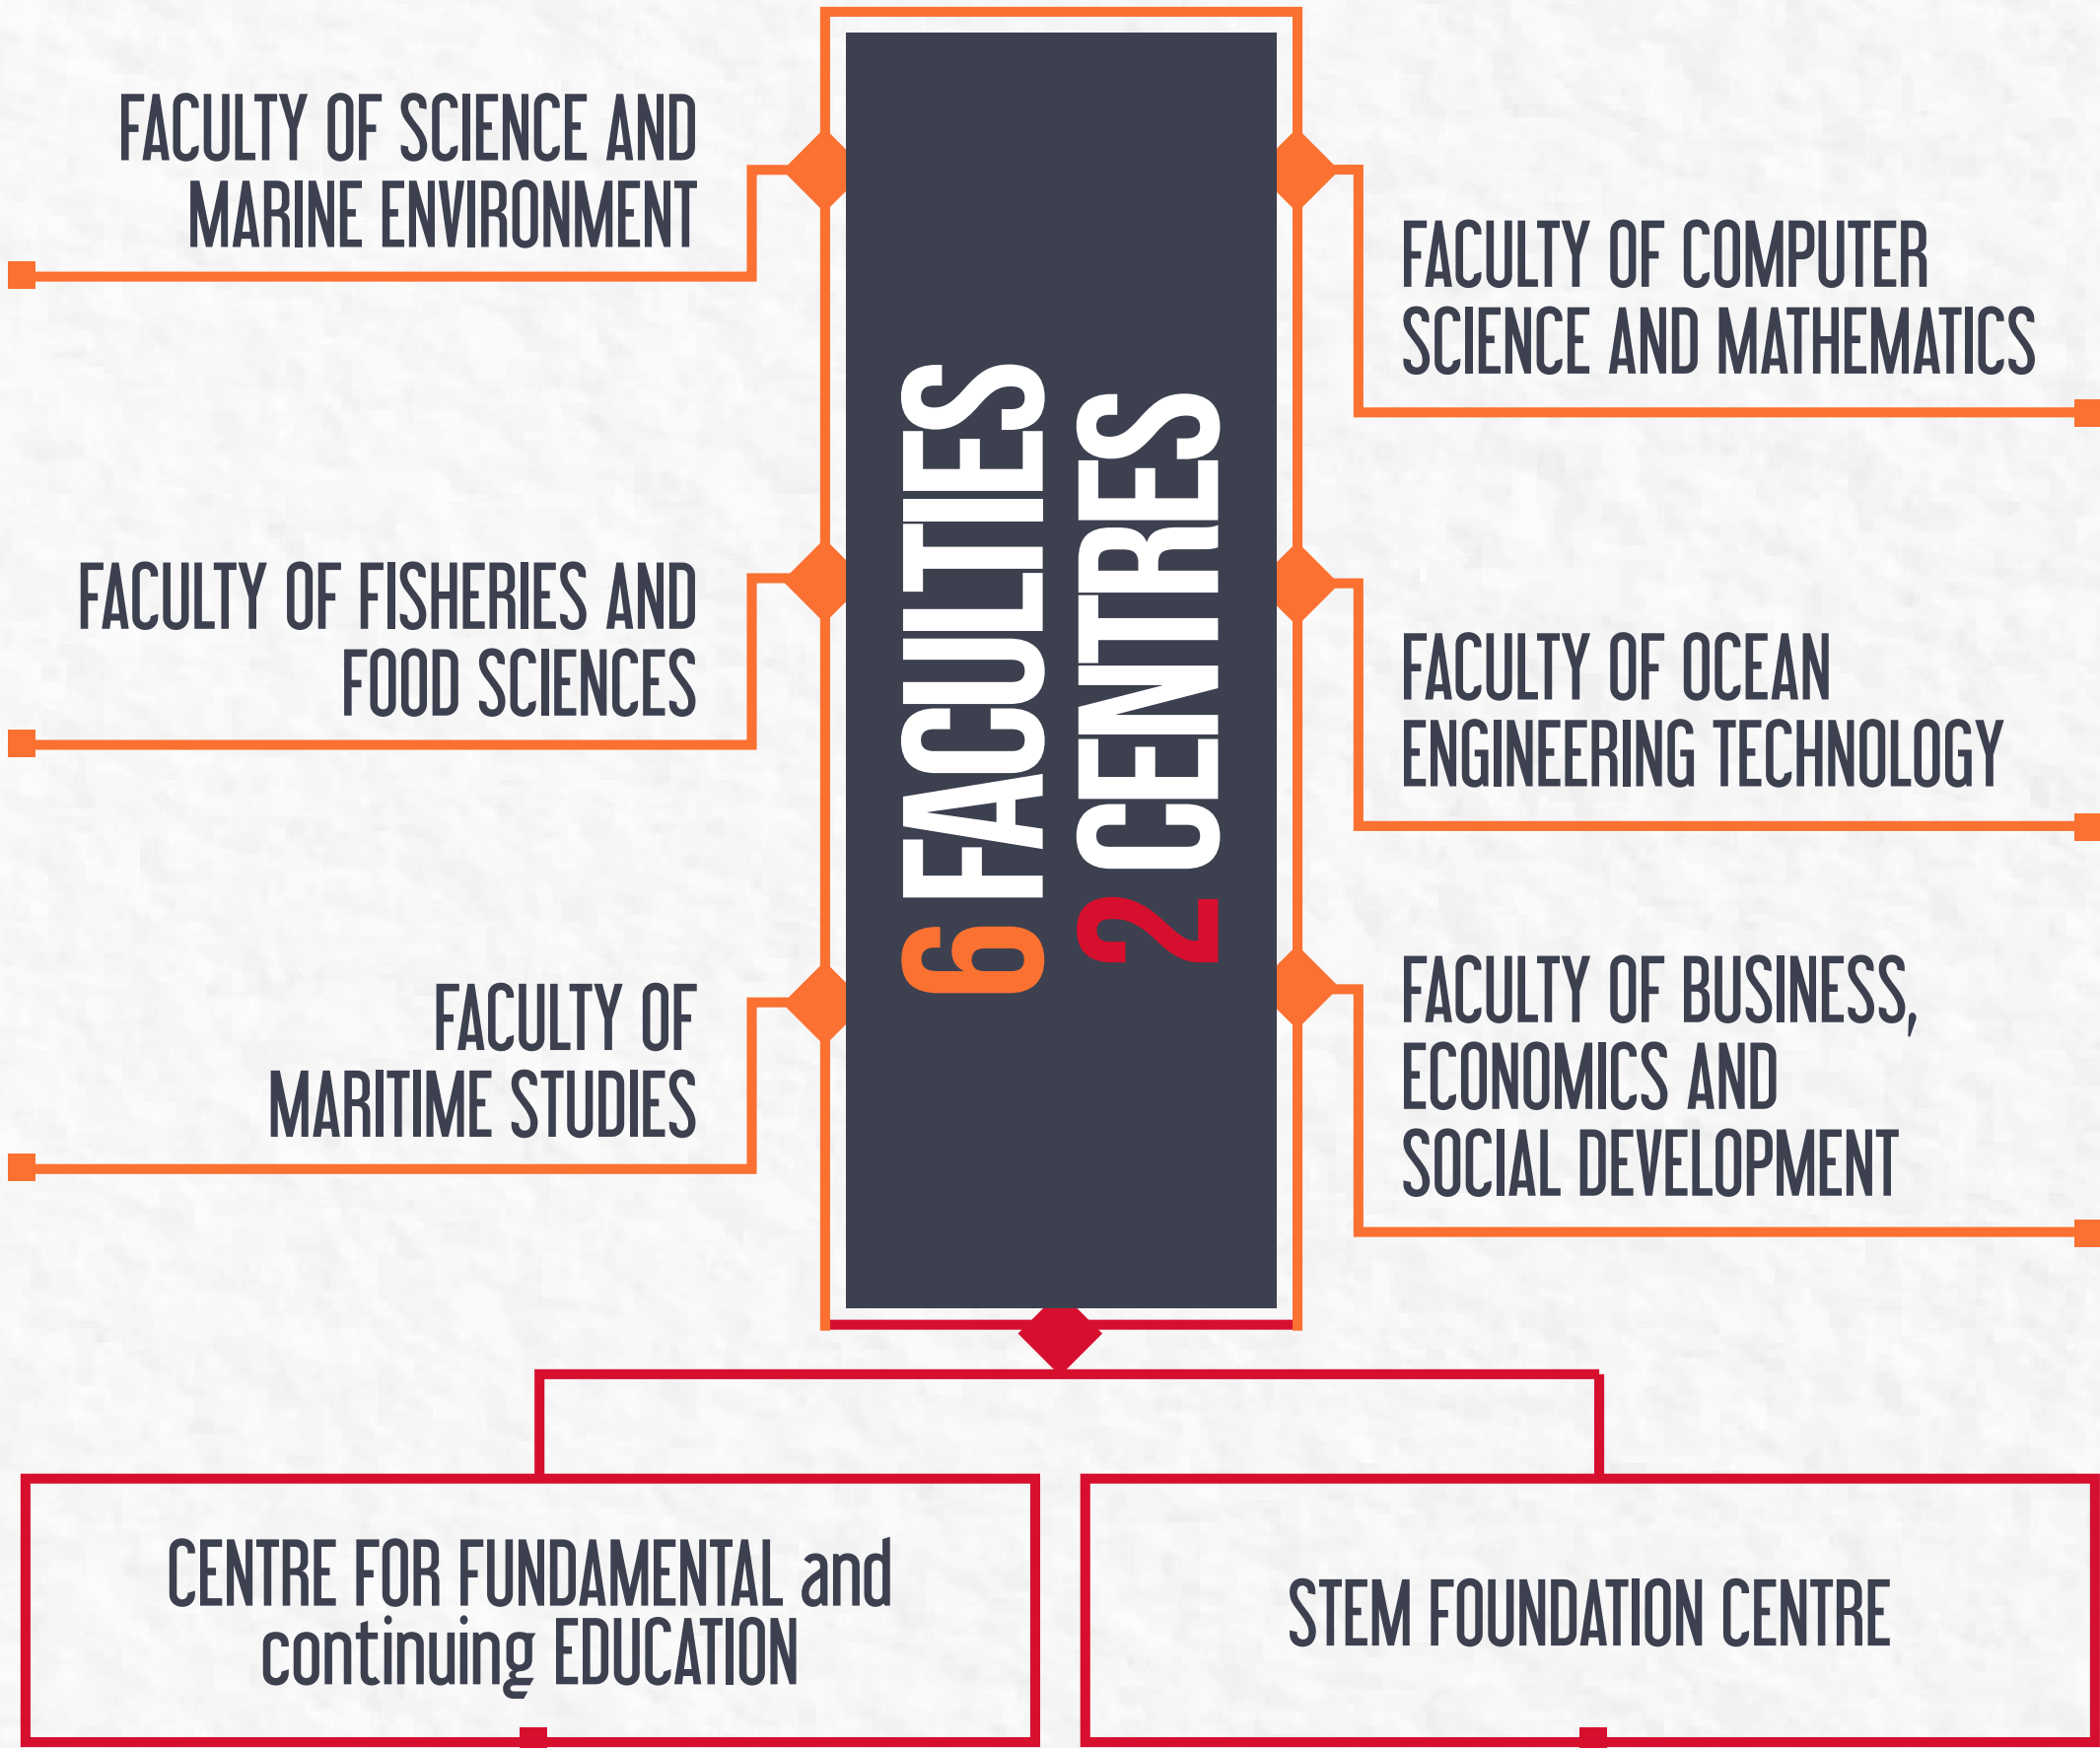 FACULTY OF SCIENCE AND
MARINE ENVIRONMENT
FACULTY OF FISHERIES AND
FOOD SCIENCES
FACULTY OF
MARITIME STUDIES
6 FACULTIES
2 CENTRES
FACULTY OF COMPUTER
SCIENCE AND MATHEMATICS
FACULTY OF OCEAN
ENGINEERING TECHNOLOGY
FACULTY OF BUSINESS,
ECONOMICS AND
SOCIAL DEVELOPMENT
CENTRE FOR FUNDAMENTAL and
continuing EDUCATION
STEM FOUNDATION CENTRE